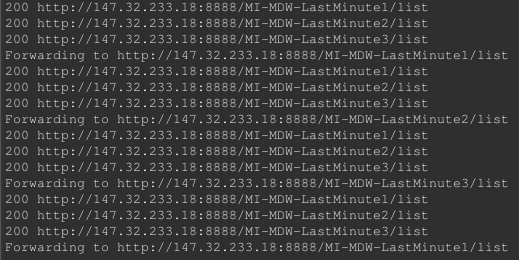 200 http://147.32.233.18:8888/MI-MDW-LastMinute1/list
200 http://147.32.233.18:8888/MI-MDW-LastMinute2/list
200 http://147.32.233.18:8888/MI-MDW-LastMinute3/list
Forwarding to http://147.32.233.18:8888/MI-MDW-LastMinute1/list
200 http://147.32.233.18:8888/MI-MDW-LastMinute1/list
200 http://147.32.233.18:8888/MI-MDW-LastMinute2/list
200 http://147.32.233.18:8888/MI-MDW-LastMinute3/list
Forwarding to http://147.32.233.18:8888/MI-MDW-LastMinute2/list
200 http://147.32.233.18:8888/MI-MDW-LastMinute1/list
200 http://147.32.233.18:8888/MI-MDW-LastMinute2/list
200 http://147.32.233.18:8888/MI-MDW-LastMinute3/list
Forwarding to http://147.32.233.18:8888/MI-MDW-LastMinute3/list
200 http://147.32.233.18:8888/MI-MDW-LastMinute1/list
200 http://147.32.233.18:8888/MI-MDW-LastMinute2/list
200 http://147.32.233.18:8888/MI-MDW-LastMinute3/list
Forwarding to http://147.32.233.18:8888/MI-MDW-LastMinute1/list